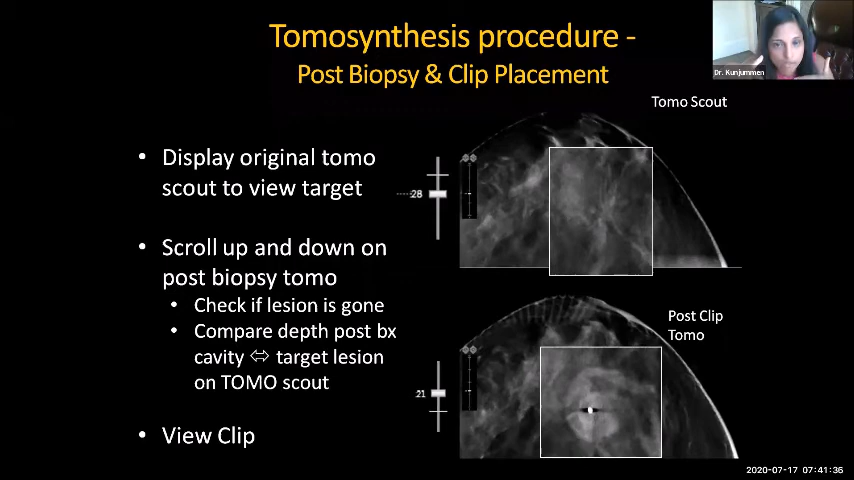 Tomosynthesis procedure -
Post Biopsy & Clip Placement
Dr. Kunjummen
Tomo Scout
• Display original tomo
scout to view target
28
• Scroll up and down on
post biopsy tomo
• Check if lesion is gone
• Compare depth post bx
cavity ⇔ target lesion
on TOMO scout
• View Clip
Post Clip
Tomo
21
2020-07-17 07:41:36